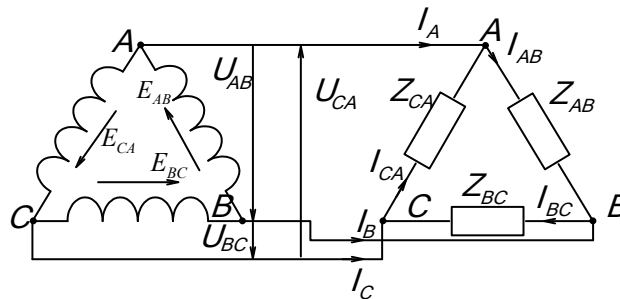 A I_A A I_AB
U_AB
E_AB U_CA Z_CA Z_AB
E_CA
E_BC I_CA Z_BC
C B I_B C I_BC B
U_BC
I_C